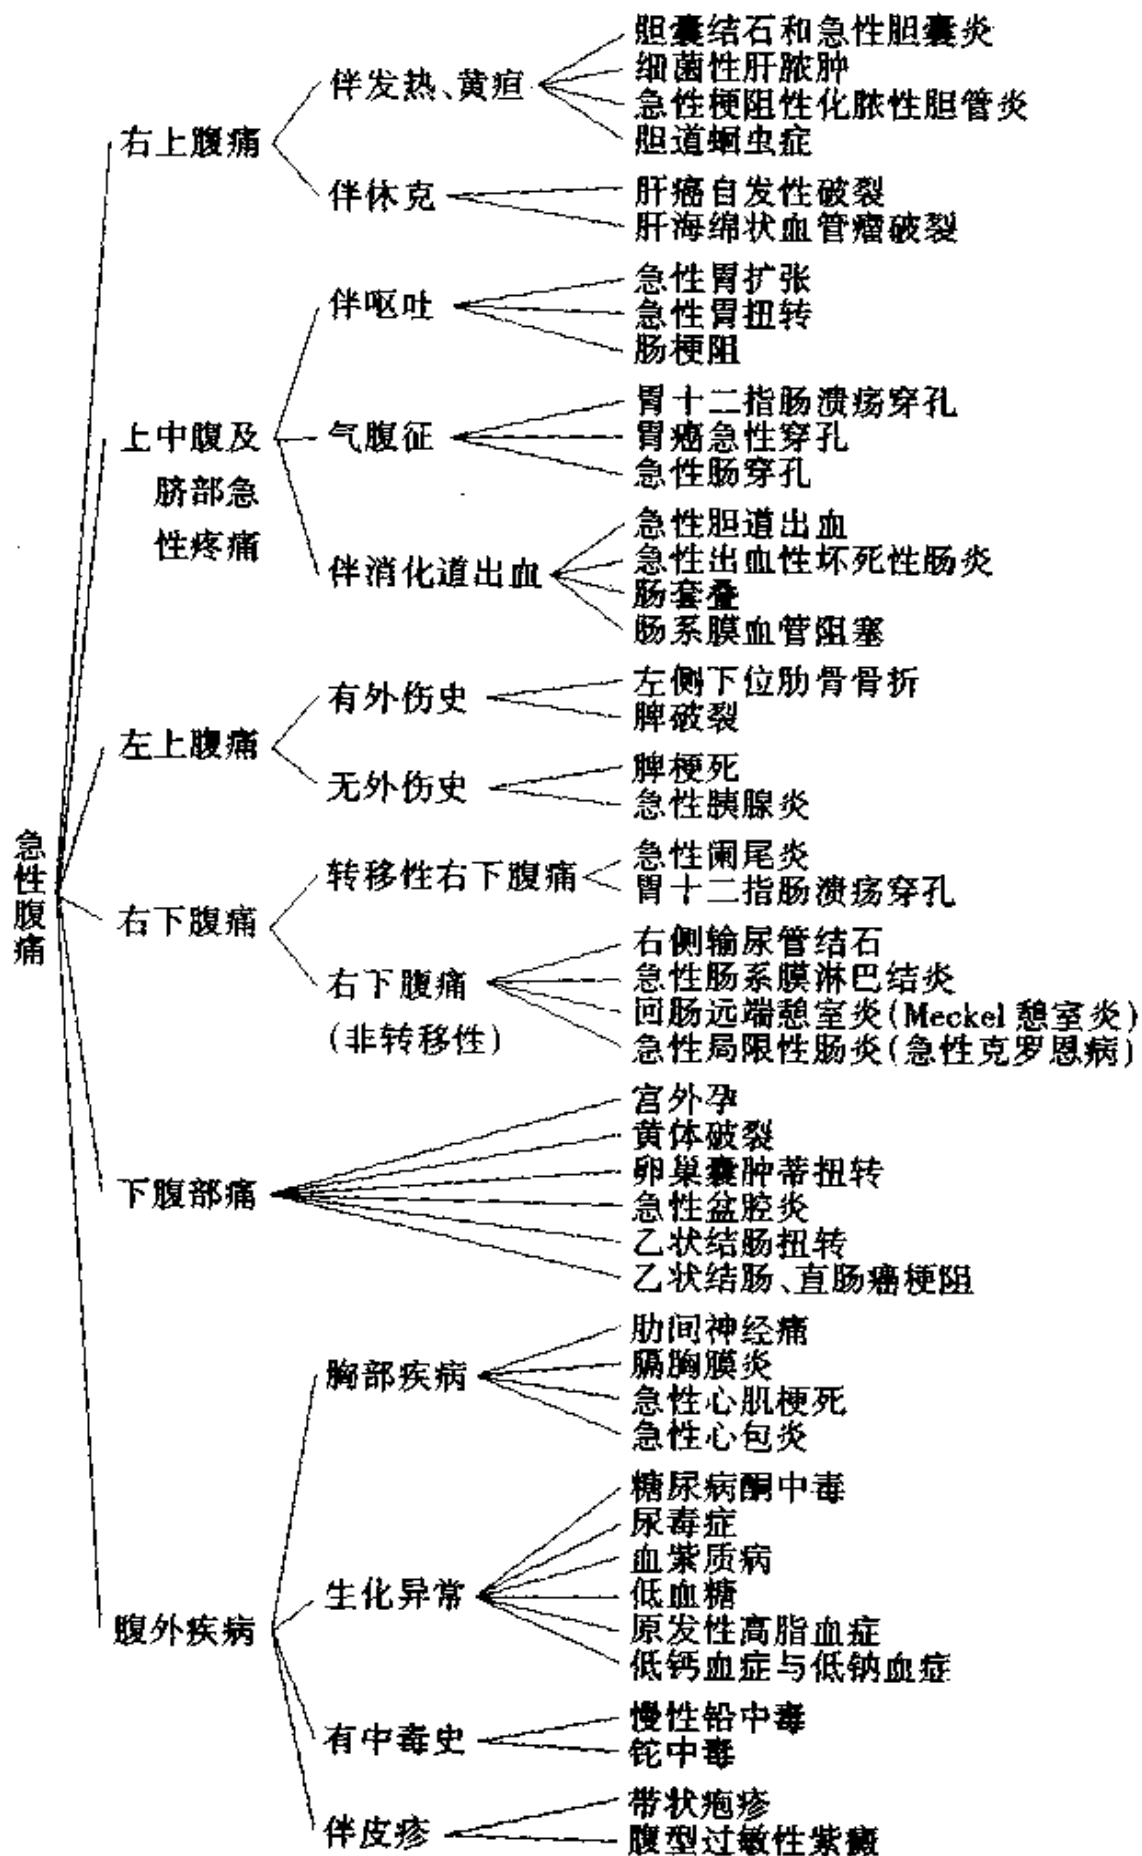 急性腹痛
右上腹痛
伴发热、黄疸
胆囊结石和急性胆囊炎
细菌性肝脓肿
急性梗阻性化脓性胆管炎
胆道蛔虫症
伴休克
肝癌自发性破裂
肝海绵状血管瘤破裂
上中腹及
脐部急
性疼痛
伴呕吐
急性胃扩张
急性胃扭转
肠梗阻
气腹征
胃十二指肠溃疡穿孔
胃癌急性穿孔
急性肠穿孔
伴消化道出血
急性胆道出血
急性出血性坏死性肠炎
肠套叠
肠系膜血管阻塞
左上腹痛
有外伤史
左侧下位肋骨骨折
脾破裂
无外伤史
脾梗死
急性胰腺炎
右下腹痛
转移性右下腹痛
急性阑尾炎
胃十二指肠溃疡穿孔
右下腹痛
(非转移性)
右侧输尿管结石
急性肠系膜淋巴结炎
回肠远端憩室炎(Meckel 憩室炎)
急性局限性肠炎(急性克罗恩病)
下腹部痛
宫外孕
黄体破裂
卵巢囊肿蒂扭转
急性盆腔炎
乙状结肠扭转
乙状结肠、直肠癌梗阻
腹外疾病
胸部疾病
肋间神经痛
膈胸膜炎
急性心肌梗死
急性心包炎
生化异常
糖尿病酮中毒
尿毒症
血紫质病
低血糖
原发性高脂血症
低钙血症与低钠血症
有中毒史
慢性铅中毒
铊中毒
伴皮疹
带状疱疹
腹型过敏性紫癜